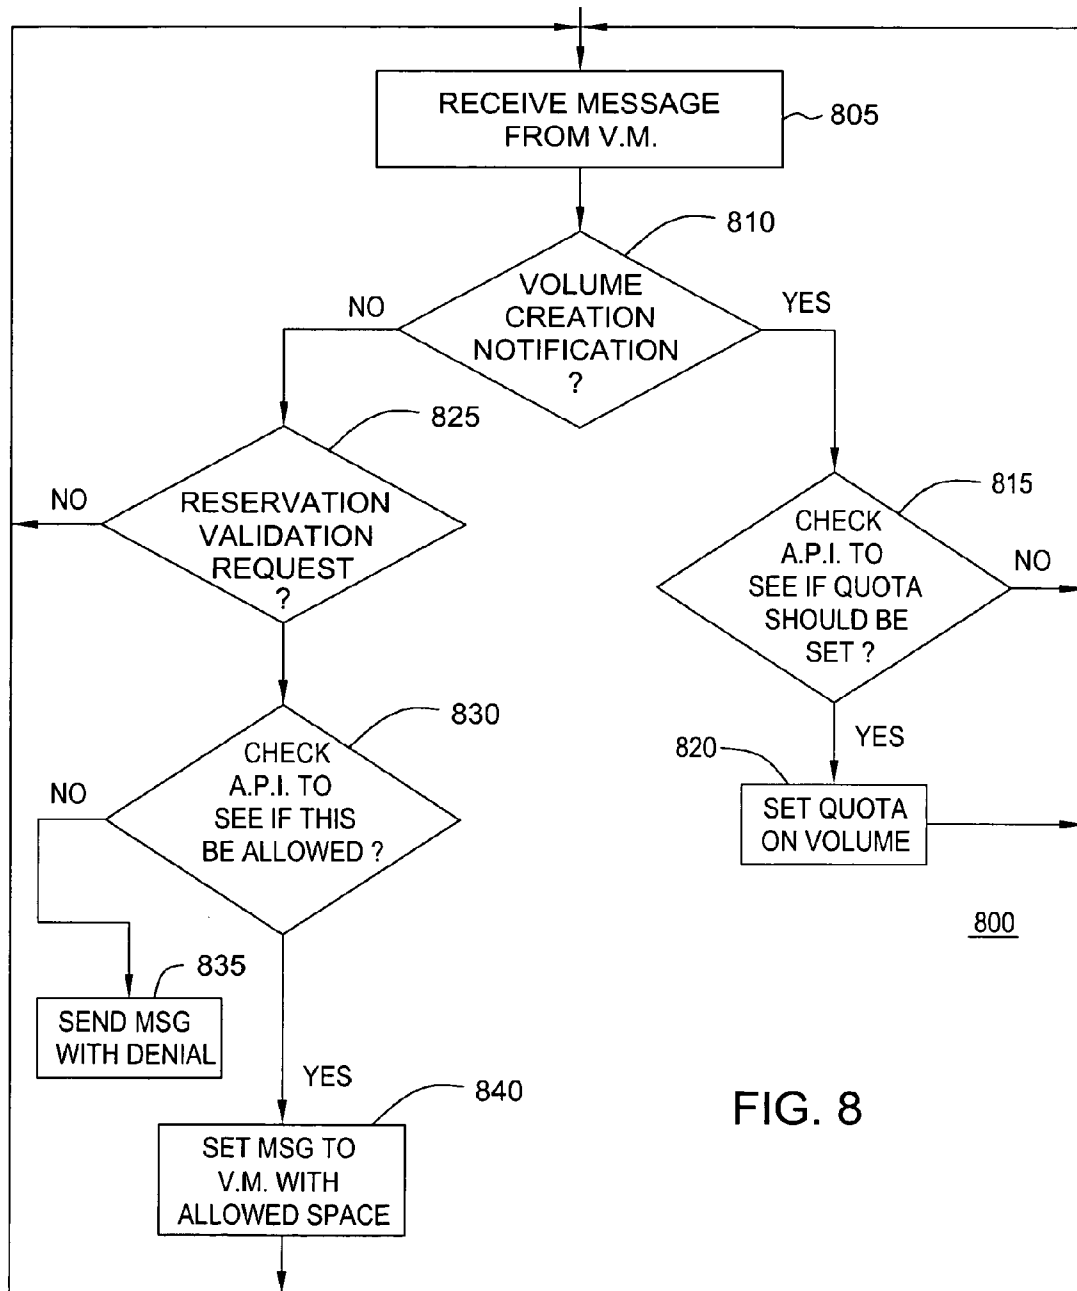 RECEIVE MESSAGE
FROM V.M.
805
810
VOLUME
CREATION
NOTIFICATION
?
NO
YES
825
RESERVATION
VALIDATION
REQUEST
?
NO
815
CHECK
A.P.I. TO
SEE IF QUOTA
SHOULD BE
SET ?
NO
830
CHECK
A.P.I. TO
SEE IF THIS
BE ALLOWED ?
NO
YES
820
SET QUOTA
ON VOLUME
800
835
SEND MSG
WITH DENIAL
YES
840
SET MSG TO
V.M. WITH
ALLOWED SPACE
FIG. 8